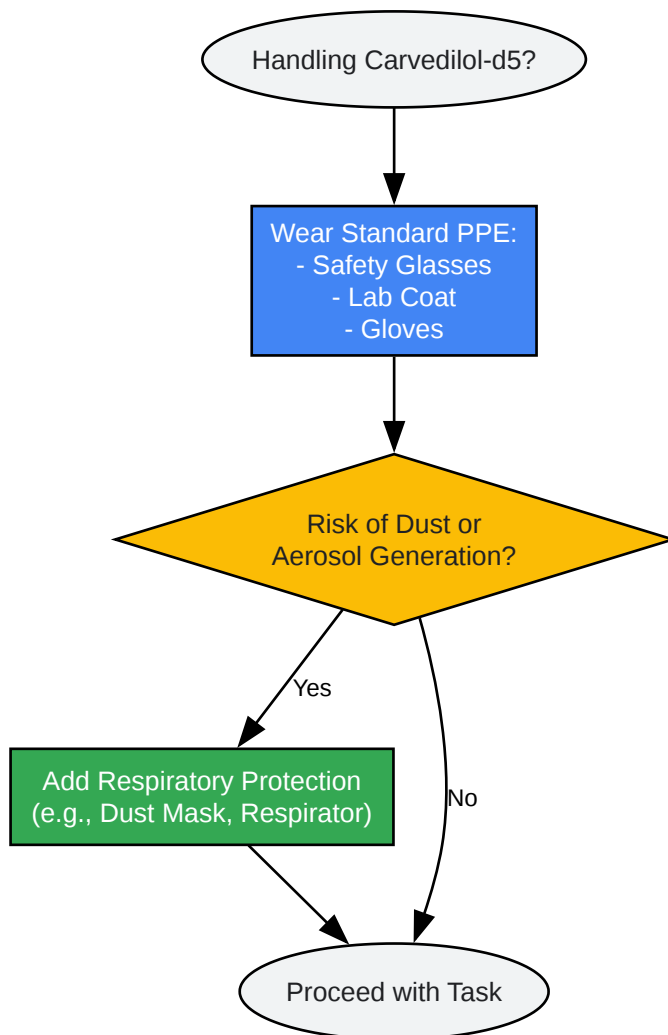 Handling Carvedilol-d5?
Wear Standard PPE:
- Safety Glasses
- Lab Coat
- Gloves
Risk of Dust or
Aerosol Generation?
Yes
Add Respiratory Protection
(e.g., Dust Mask, Respirator)
No
Proceed with Task